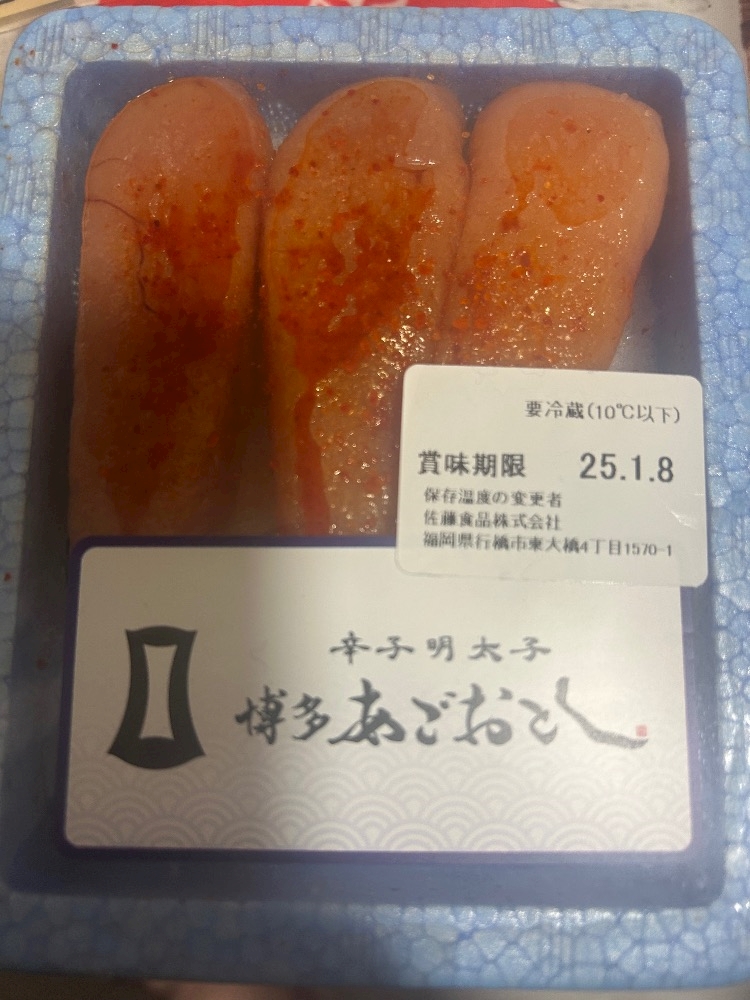 要冷蔵(10℃以下)
賞味期限 25.1.8
保存温度の変更者
佐藤食品株式会社
福岡県行橋市東大橋4丁目1570-1
辛子明太子
博多あごおとし